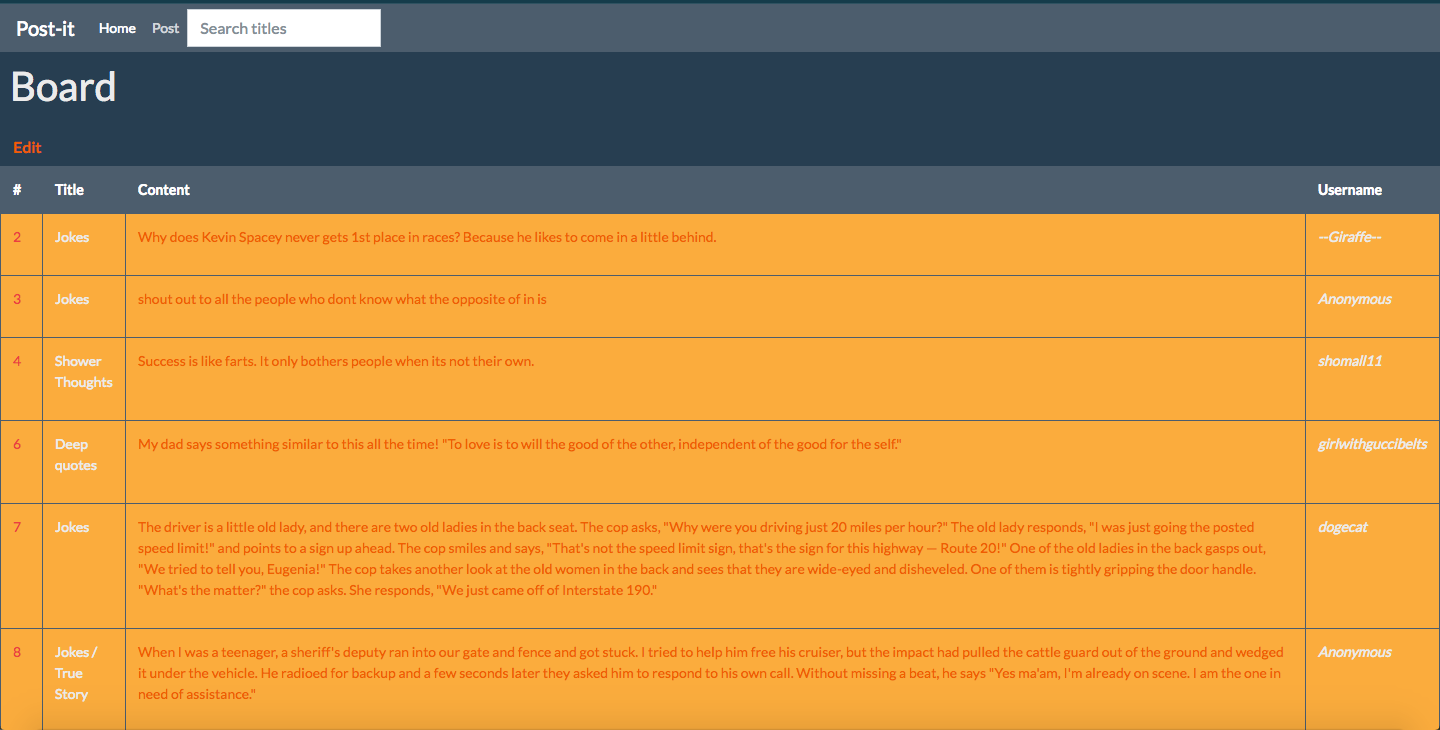 Post-it Home Post Search titles
Board
Edit
# Title Content Username
2 Jokes Why does Kevin Spacey never gets 1st place in races? Because he likes to come in a little behind. --Giraffe--
3 Jokes shout out to all the people who dont know what the opposite of in is Anonymous
4 Shower Success is like farts. It only bothers people when its not their own. shomall11
Thoughts
6 Deep My dad says something similar to this all the time! "To love is to will the good of the other, independent of the good for the self." girlwithguccibelts
quotes
7 Jokes The driver is a little old lady, and there are two old ladies in the back seat. The cop asks, "Why were you driving just 20 miles per hour?" The old lady responds, "I was just going the posted dogecat
speed limit!" and points to a sign up ahead. The cop smiles and says, "That's not the speed limit sign, that's the sign for this highway — Route 20!" One of the old ladies in the back gasps out,
"We tried to tell you, Eugenia!" The cop takes another look at the old women in the back and sees that they are wide-eyed and disheveled. One of them is tightly gripping the door handle.
"What's the matter?" the cop asks. She responds, "We just came off of Interstate 190."
8 Jokes / When I was a teenager, a sheriff's deputy ran into our gate and fence and got stuck. I tried to help him free his cruiser, but the impact had pulled the cattle guard out of the ground and wedged Anonymous
True it under the vehicle. He radioed for backup and a few seconds later they asked him to respond to his own call. Without missing a beat, he says "Yes ma'am, I'm already on scene. I am the one in
Story need of assistance."